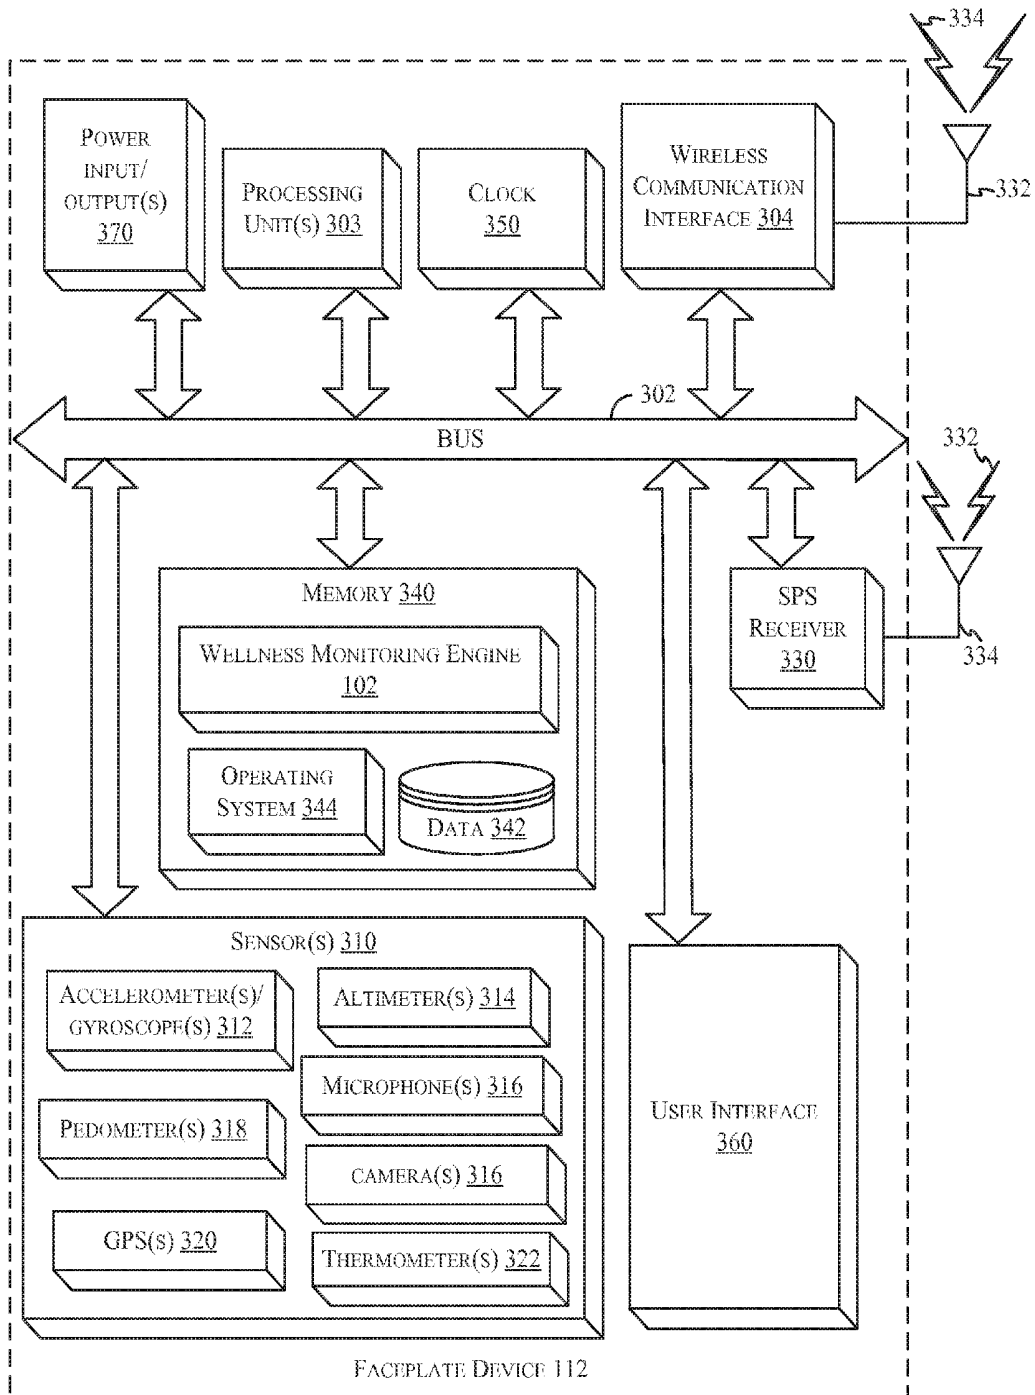 334
POWER
INPUT/
OUTPUT(S)
370
PROCESSING
UNIT(S) 303
CLOCK
350
WIRELESS
COMMUNICATION
INTERFACE 304
332
302
BUS
332
MEMORY 340
WELLNESS MONITORING ENGINE
102
OPERATING
SYSTEM 344
DATA 342
SPS
RECEIVER
330
334
SENSOR(S) 310
ACCELEROMETER(S)/
GYROSCOPE(S) 312
ALTIMETER(S) 314
MICROPHONE(S) 316
PEDOMETER(S) 318
CAMERA(S) 316
GPS(S) 320
THERMOMETER(S) 322
USER INTERFACE
360
FACEPLATE DEVICE 112